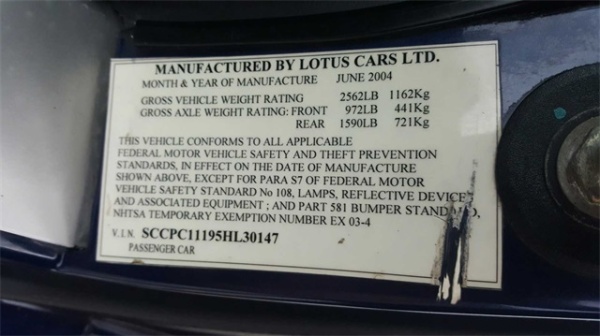 MANUFACTURED BY LOTUS CARS LTD.
MONTH & YEAR OF MANUFACTURE JUNE 2004
GROSS VEHICLE WEIGHT RATING 2562LB 1162Kg
GROSS AXLE WEIGHT RATING: FRONT 972LB 441Kg
REAR 1590LB 721Kg
THIS VEHICLE CONFORMS TO ALL APPLICABLE
FEDERAL MOTOR VEHICLE SAFETY AND THEFT PREVENTION
STANDARDS, IN EFFECT ON THE DATE OF MANUFACTURE
SHOWN ABOVE, EXCEPT FOR PARA S7 OF FEDERAL MOTOR
VEHICLE SAFETY STANDARD No 108, LAMPS, REFLECTIVE DEVICES
AND ASSOCIATED EQUIPMENT ; AND PART 581 BUMPER STANDARD,
NHTSA TEMPORARY EXEMPTION NUMBER EX 03-4
V.I.N. SCCPC11195HL30147
PASSENGER CAR